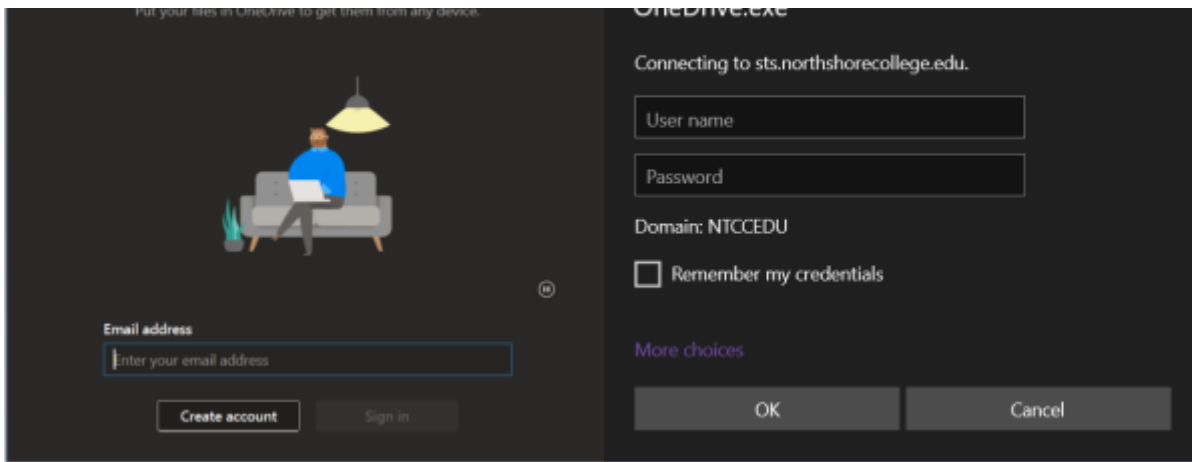 Put your files in OneDrive to get them from any device.
Email address
Enter your email address
Create account
Sign in
OneDrive.exe
Connecting to sts.northshorecollege.edu.
User name
Password
Domain: NTCCEDU
Remember my credentials
More choices
OK
Cancel